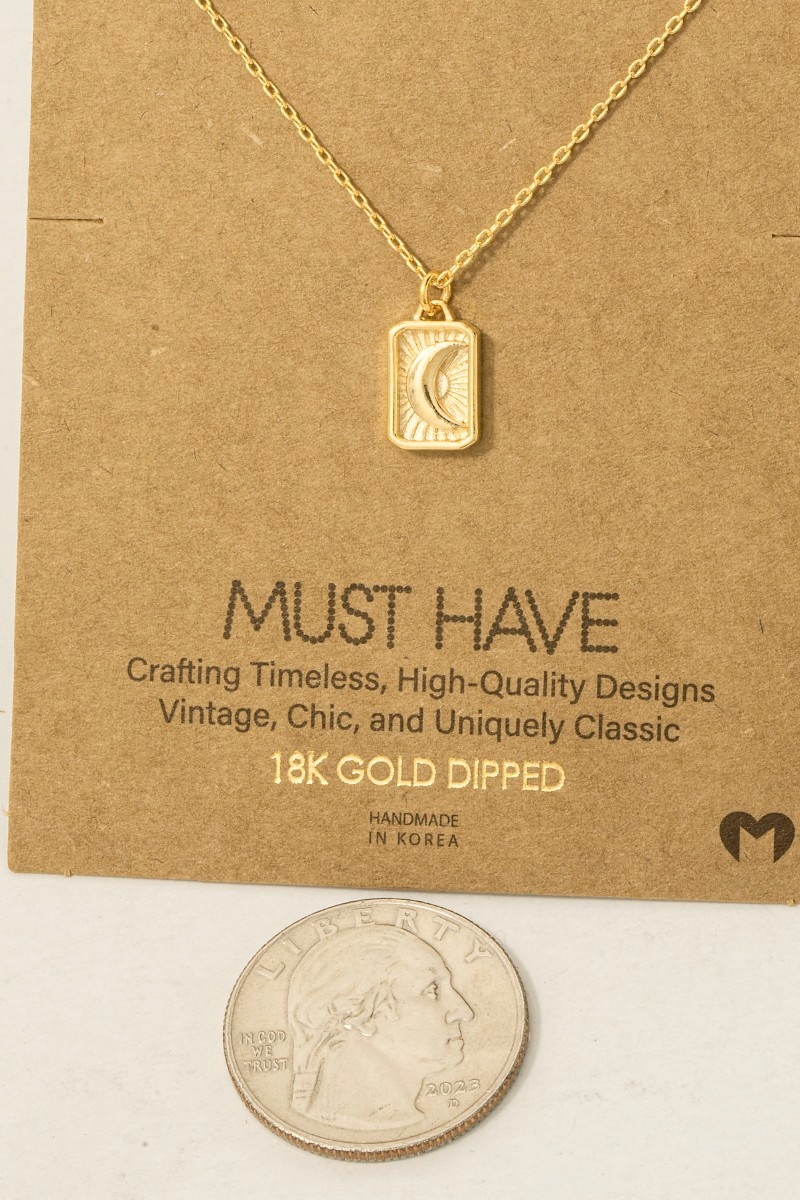 MUST HAVE
Crafting Timeless, High-Quality Designs
Vintage, Chic, and Uniquely Classic
18K GOLD DIPPED
HANDMADE
IN KOREA
M
LIBERTY
IN GOD
WE
TRUST
2023
D